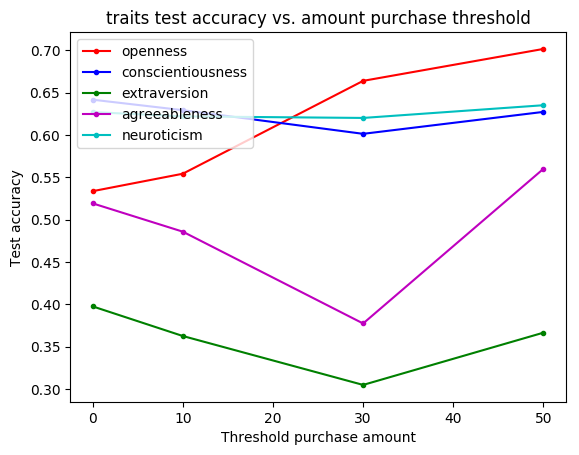 traits test accuracy vs. amount purchase threshold
openness
conscientiousness
extraversion
agreeableness
neuroticism
0.70
0.65
0.60
0.55
0.50
0.45
0.40
0.35
0.30
Test accuracy
0 10 20 30 40 50
Threshold purchase amount